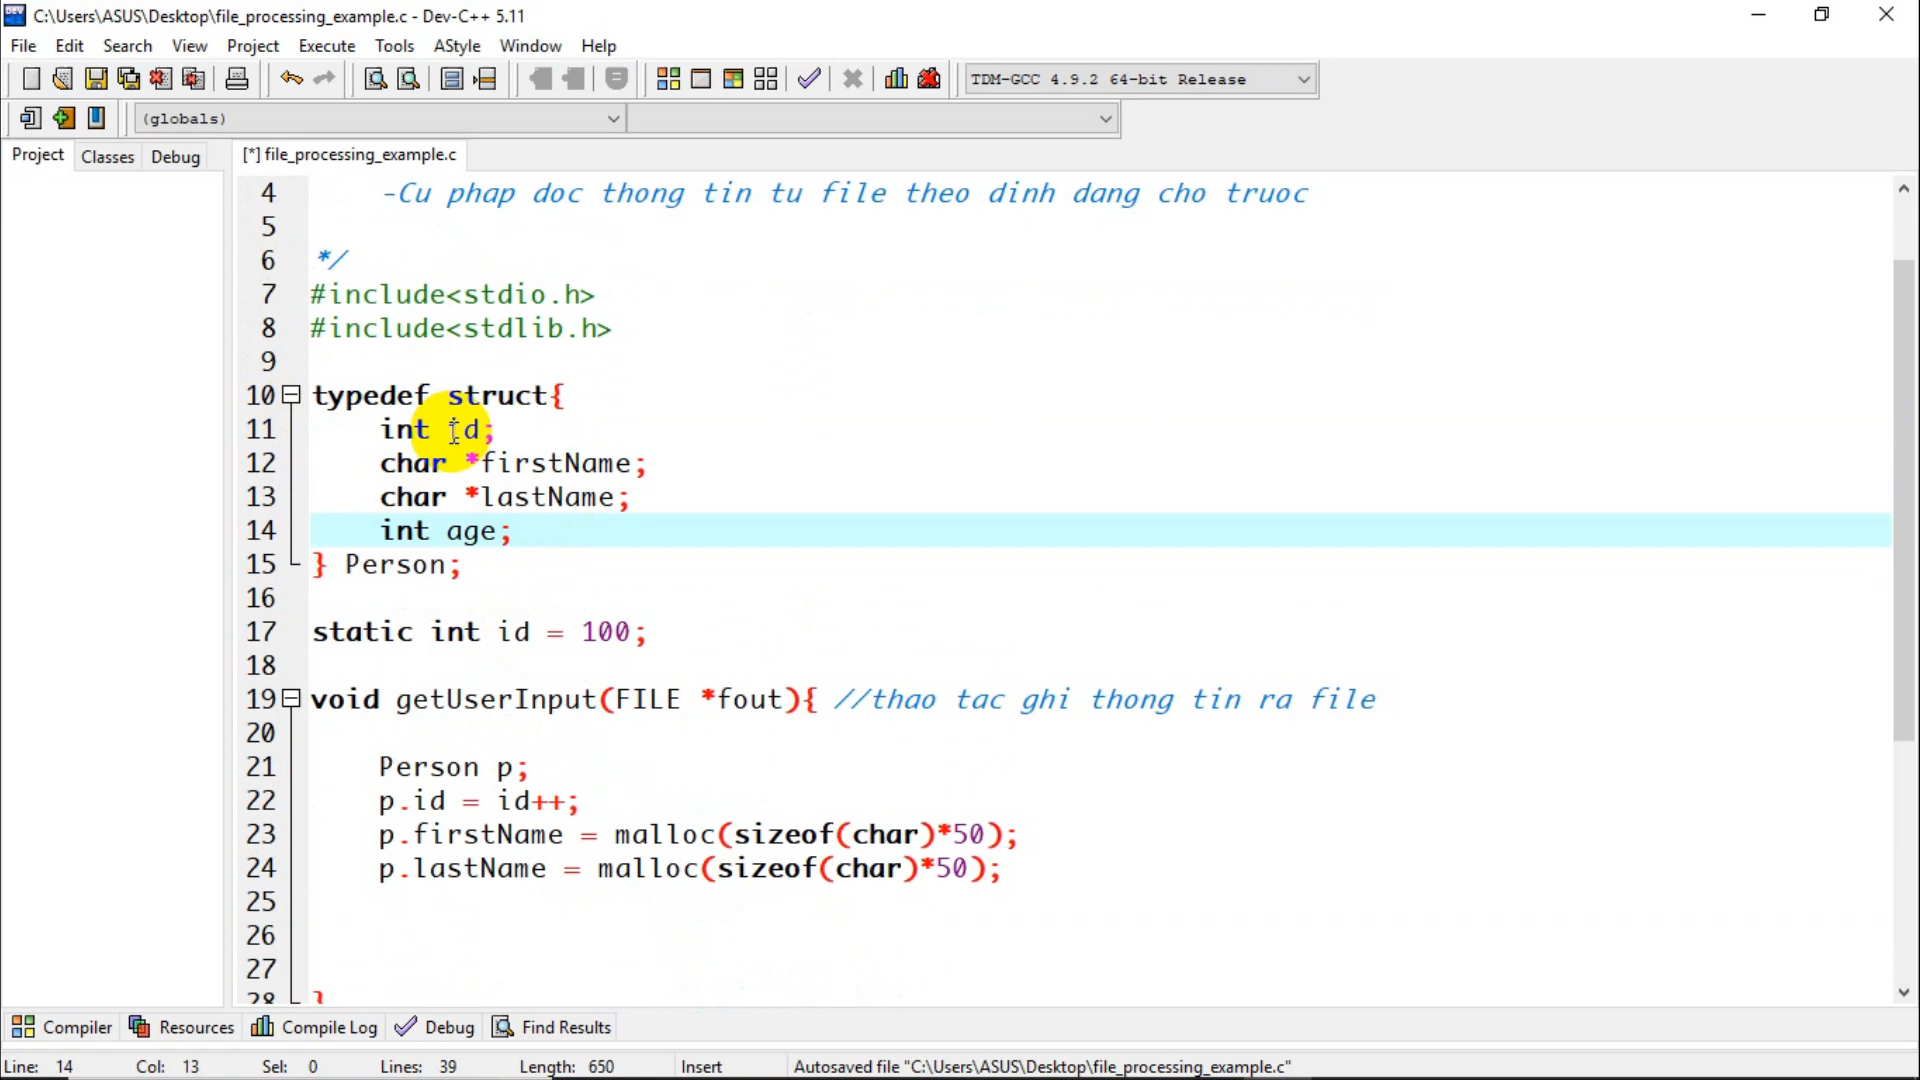 C:\Users\ASUS\Desktop\file_processing_example.c - Dev-C++ 5.11
File Edit Search View Project Execute Tools AStyle Window Help
TDM-GCC 4.9.2 64-bit Release
(globals)
Project Classes Debug [*] file_processing_example.c
4 -Cu phap doc thong tin tu file theo dinh dang cho truoc
5
6 */
7 #include<stdio.h>
8 #include<stdlib.h>
9
10 typedef struct{
11 int id;
12 char *firstName;
13 char *lastName;
14 int age;
15 } Person;
16
17 static int id = 100;
18
19 void getUserInput(FILE *fout){ //thao tac ghi thong tin ra file
20
21 Person p;
22 p.id = id++;
23 p.firstName = malloc(sizeof(char)*50);
24 p.lastName = malloc(sizeof(char)*50);
25
26
27
28 }
Compiler Resources Compile Log Debug Find Results
Line: 14 Col: 13 Sel: 0 Lines: 39 Length: 650 Insert Autosaved file "C:\Users\ASUS\Desktop\file_processing_example.c"